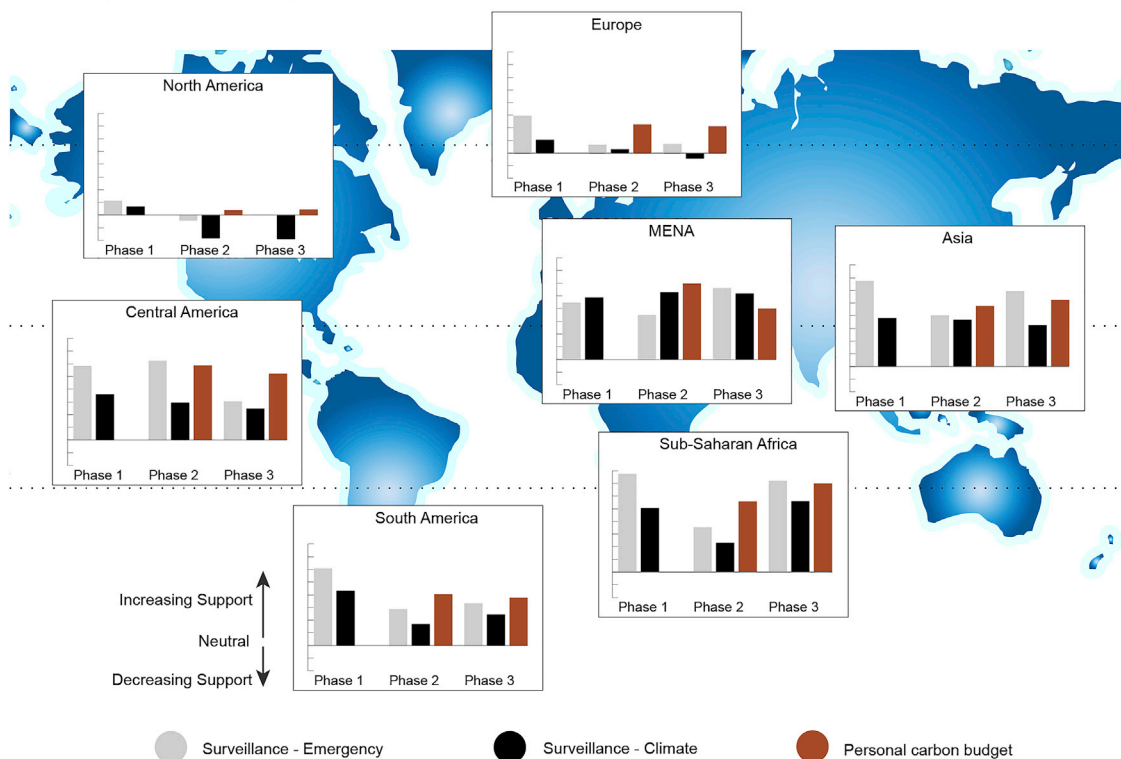 Europe
Phase 1 Phase 2 Phase 3
North America
Phase 1 Phase 2 Phase 3
MENA
Phase 1 Phase 2 Phase 3
Asia
Phase 1 Phase 2 Phase 3
Central America
Phase 1 Phase 2 Phase 3
Sub-Saharan Africa
Phase 1 Phase 2 Phase 3
South America
Phase 1 Phase 2 Phase 3
Increasing Support
Neutral
Decreasing Support
Surveillance - Emergency
Surveillance - Climate
Personal carbon budget